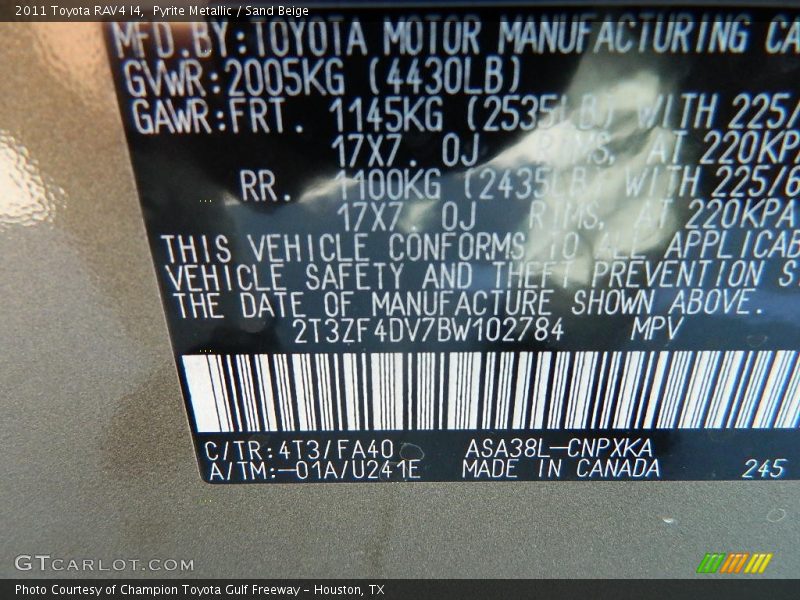 2011 Toyota RAV4 I4,  Pyrite Metallic / Sand Beige
MFD.BY:TOYOTA MOTOR MANUFACTURING CA
GVWR:2005KG (4430LB)
GAWR:FRT. 1145KG (2535LB) WITH 225/
17X7. 0J RIMS, AT 220KPA
RR. 1100KG (2435LB) WITH 225/6
17X7. 0J RIMS, AT 220KPA
THIS VEHICLE CONFORMS TO ALL APPLICAB
VEHICLE SAFETY AND THEFT PREVENTION S
THE DATE OF MANUFACTURE SHOWN ABOVE.
2T3ZF4DV7BW102784 MPV
C/TR:4T3/FA40 ASA38L-CNPXKA
A/TM:-01A/U241E MADE IN CANADA 245
GTCARLOT.COM
Photo Courtesy of Champion Toyota Gulf Freeway - Houston, TX